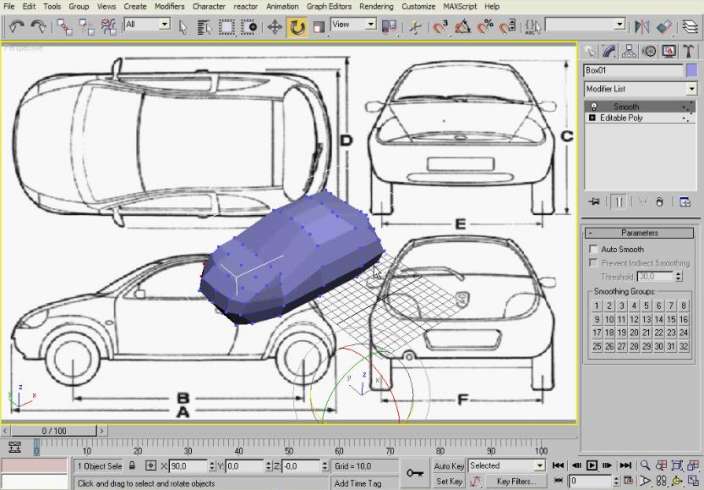 File Edit Tools Group Views Create Modifiers Character reactor Animation Graph Editors Rendering Customize MAXScript Help
All
View
Perspective
Box01
Modifier List
Smooth
Editable Poly
Parameters
Auto Smooth
Prevent Indirect Smoothing
Threshold: 30,0
Smoothing Groups:
1 2 3 4 5 6 7 8
9 10 11 12 13 14 15 16
17 18 19 20 21 22 23 24
25 26 27 28 29 30 31 32
D
C
E
B
A
F
z
x
y
z
x
0 / 100
0 10 20 30 40 50 60 70 80 90 100
1 Object Sele
X: 90,0
Y: 0,0
Z: -0,0
Grid = 10,0
Auto Key
Selected
Click and drag to select and rotate objects
Add Time Tag
Set Key
Key Filters...
0